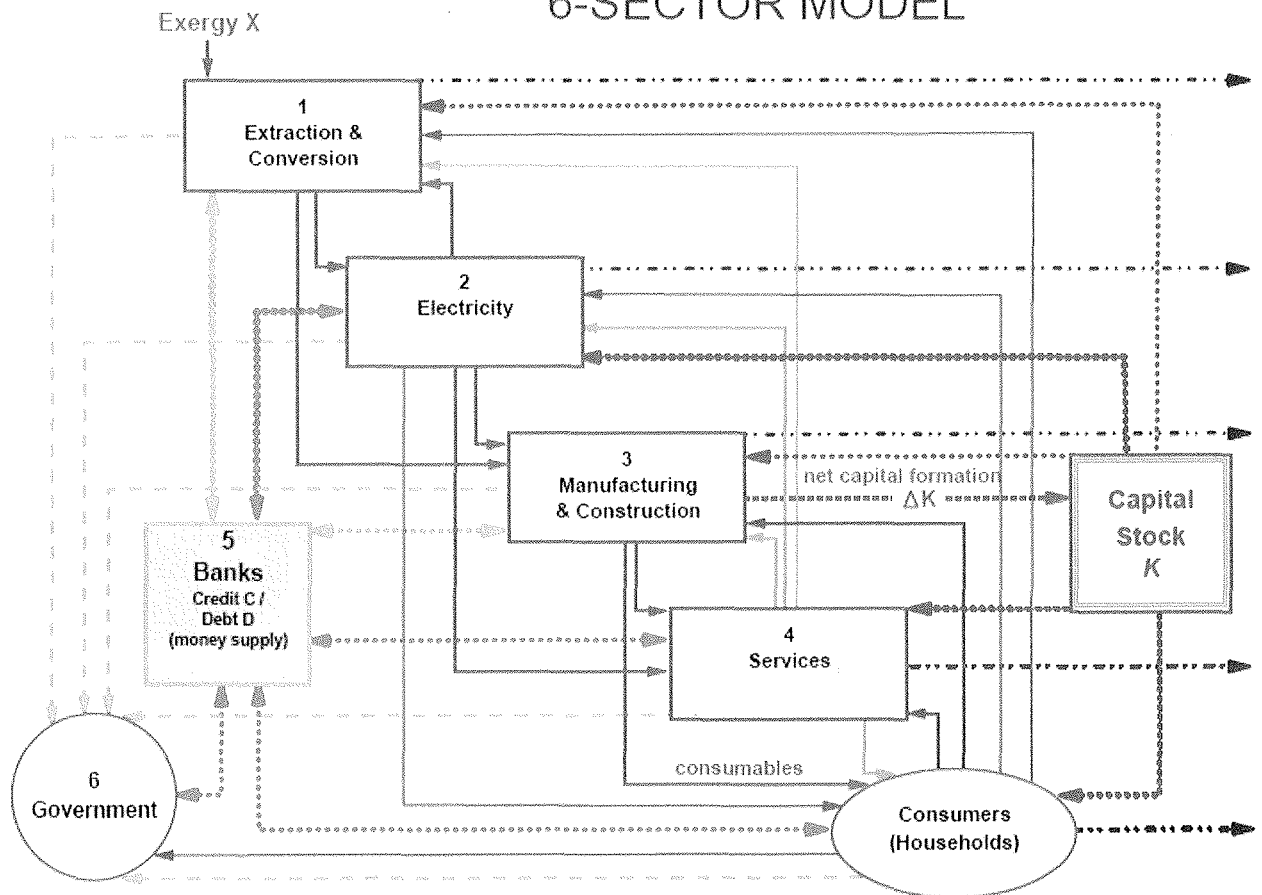 6-SECTOR MODEL
Exergy X
1
Extraction &
Conversion
2
Electricity
3
Manufacturing
& Construction
net capital formation
ΔK
Capital
Stock
K
5
Banks
Credit C /
Debt D
(money supply)
4
Services
consumables
6
Government
Consumers
(Households)